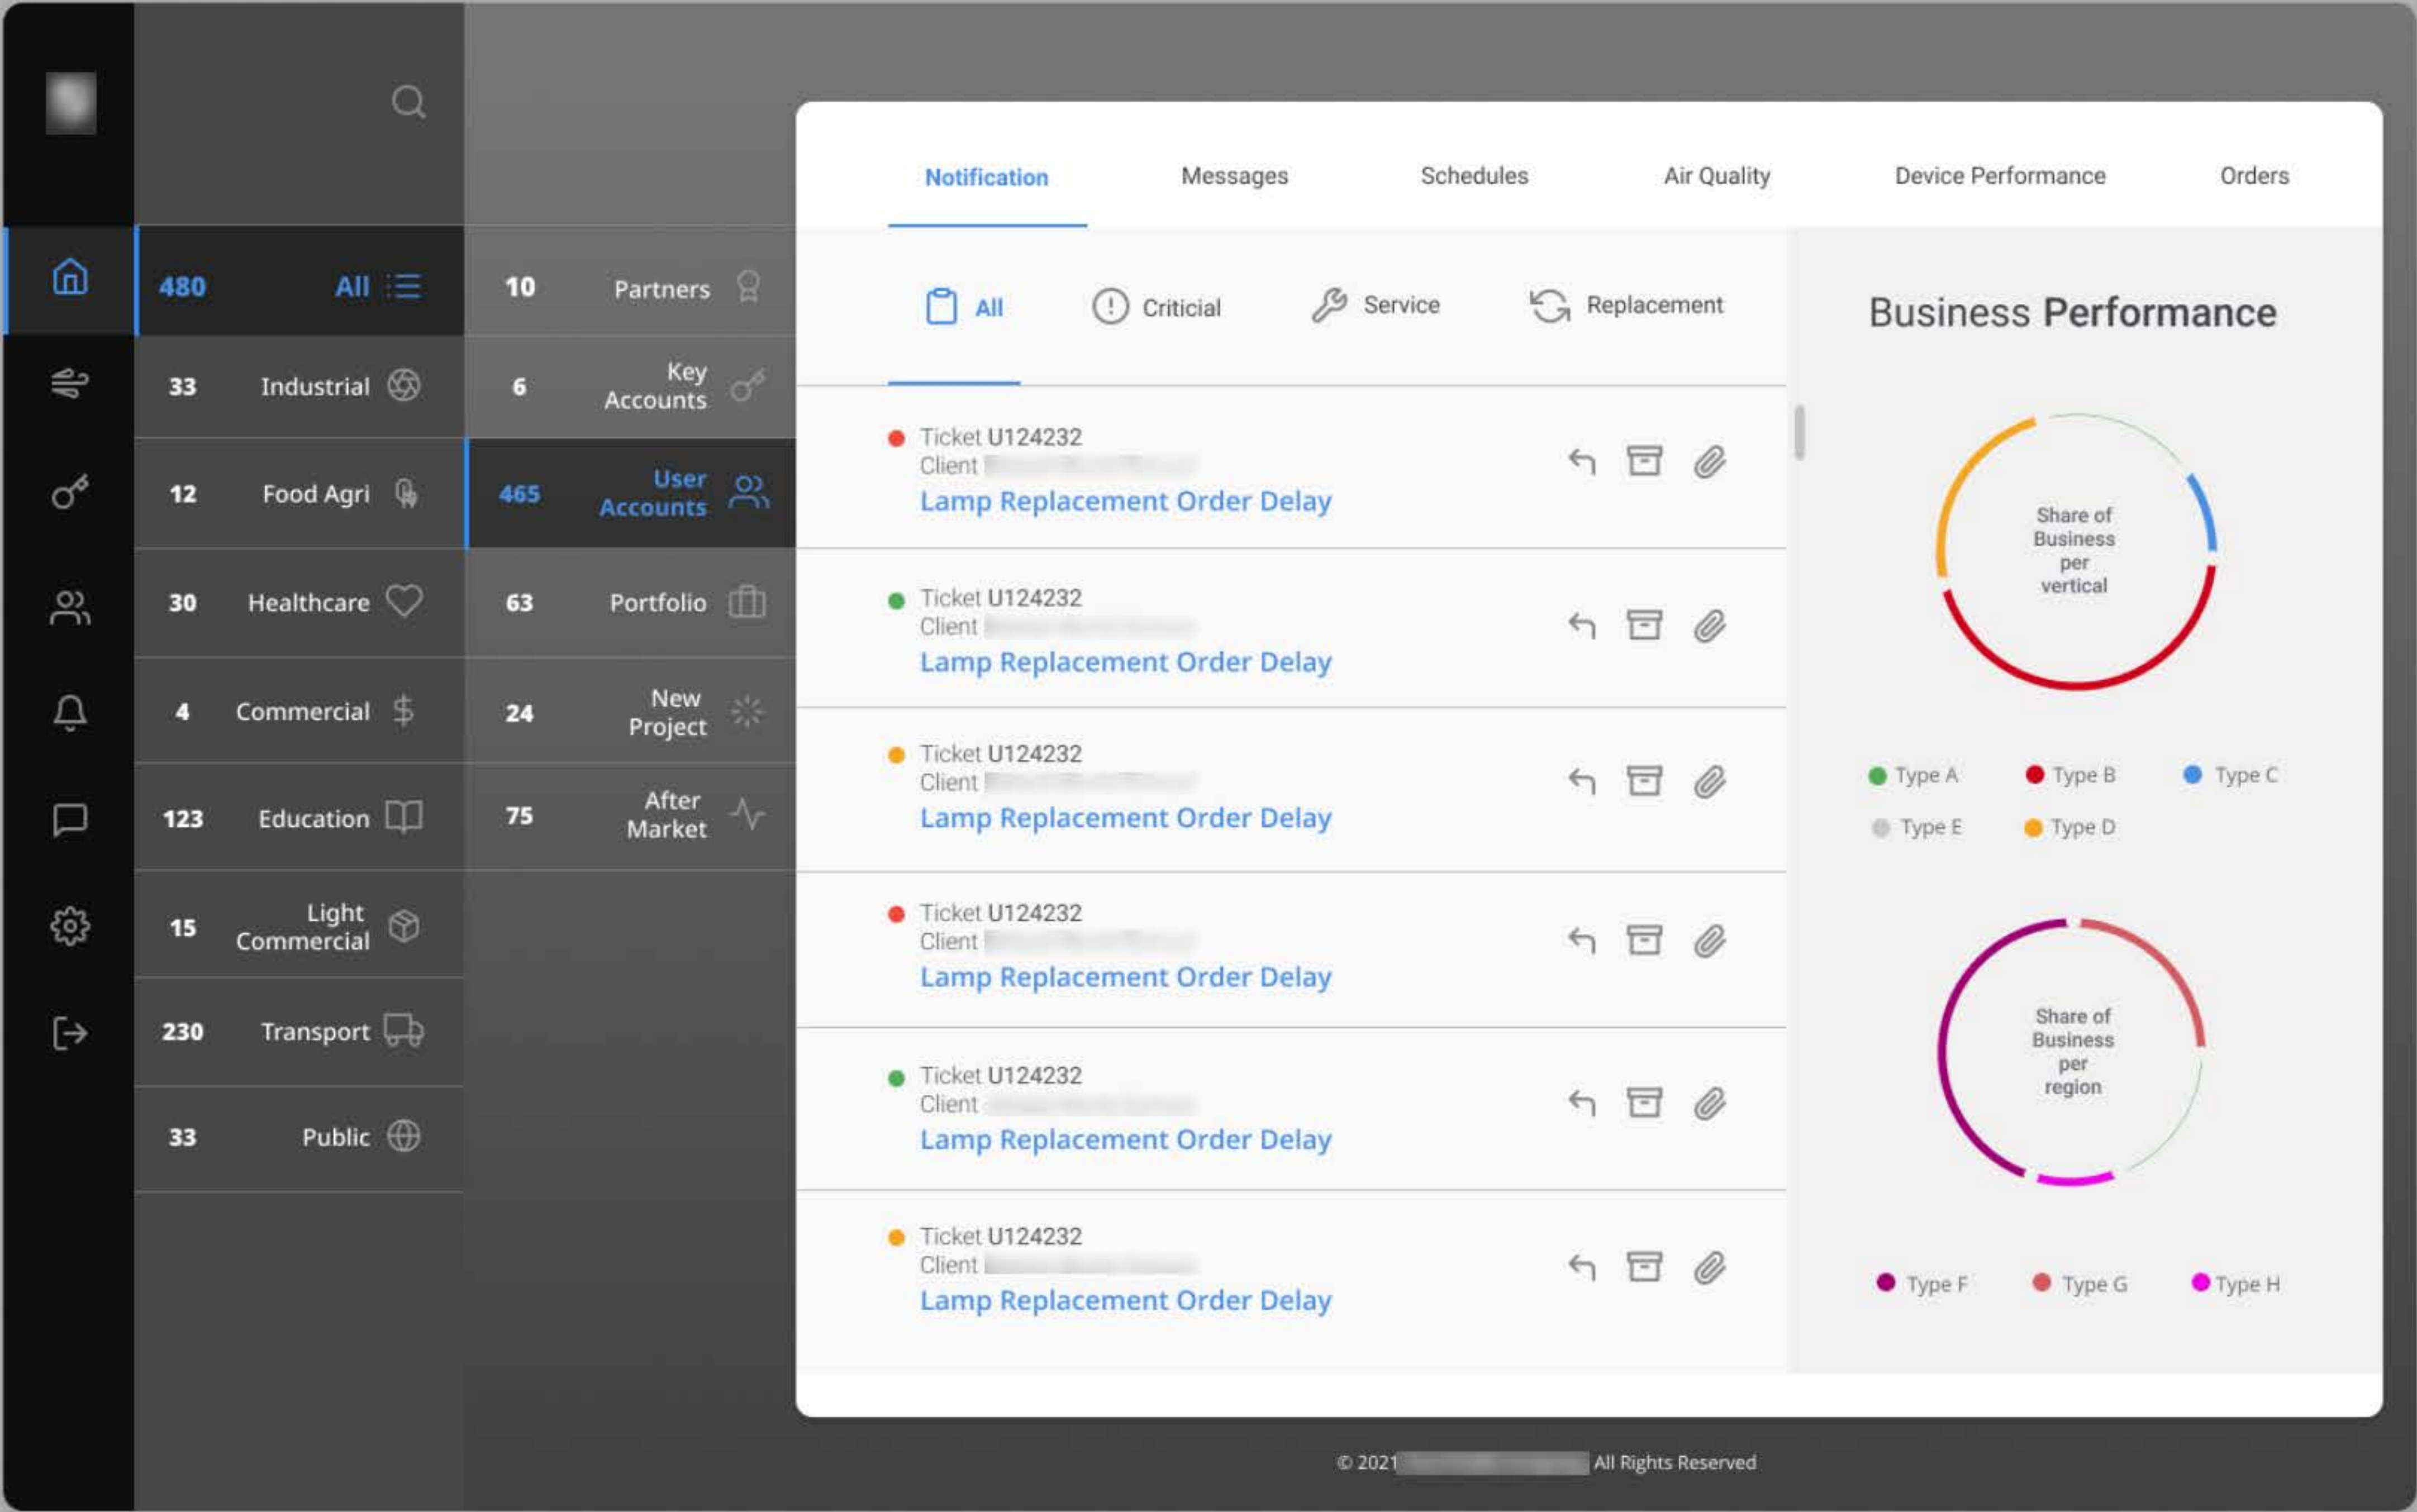 Notification Messages Schedules Air Quality Device Performance Orders
480 All
33 Industrial
12 Food Agri
30 Healthcare
4 Commercial
123 Education
15 Light
Commercial
230 Transport
33 Public
10 Partners
6 Key
Accounts
465 User
Accounts
63 Portfolio
24 New
Project
75 After
Market
All Criticial Service Replacement
Ticket U124232
Client
Lamp Replacement Order Delay
Ticket U124232
Client
Lamp Replacement Order Delay
Ticket U124232
Client
Lamp Replacement Order Delay
Ticket U124232
Client
Lamp Replacement Order Delay
Ticket U124232
Client
Lamp Replacement Order Delay
Ticket U124232
Client
Lamp Replacement Order Delay
Business Performance
Share of
Business
per
vertical
Type A Type B Type C
Type E Type D
Share of
Business
per
region
Type F Type G Type H
© 2021 All Rights Reserved